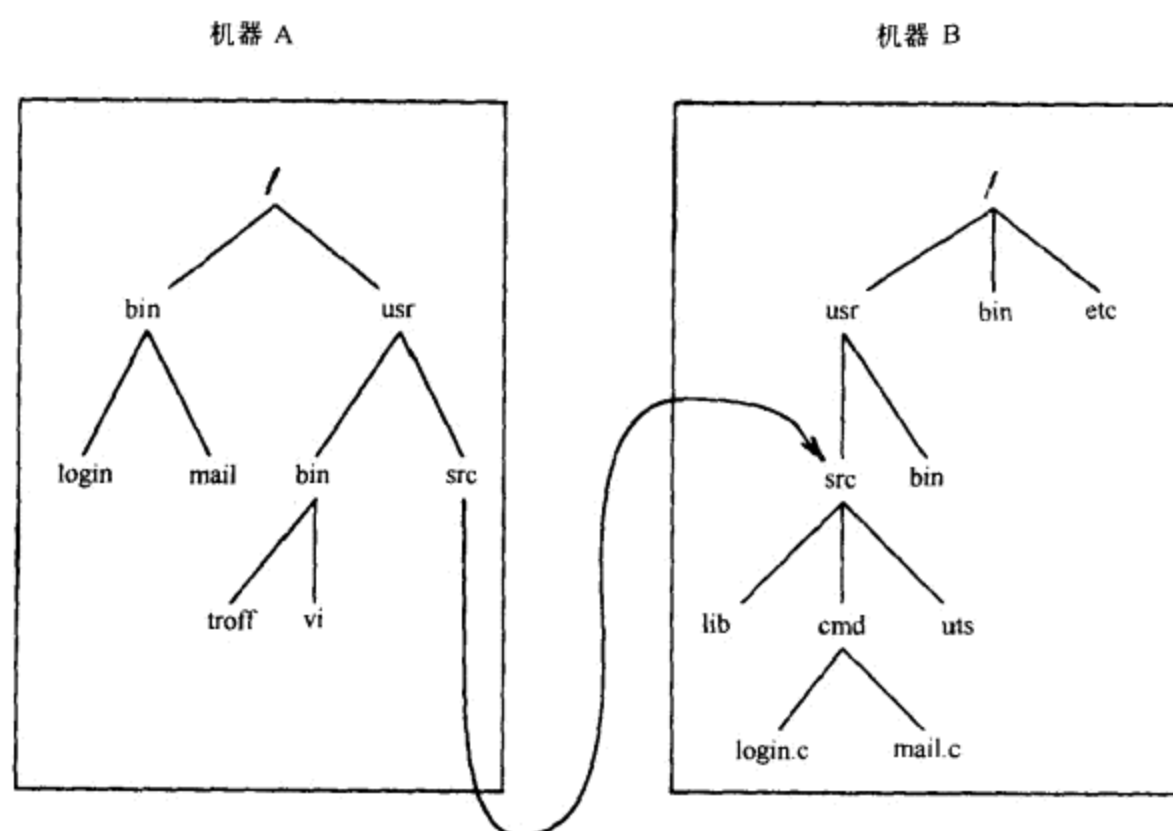 机器 A 机器 B
/ /
bin usr usr bin etc
login mail bin src src bin
troff vi lib cmd uts
login.c mail.c